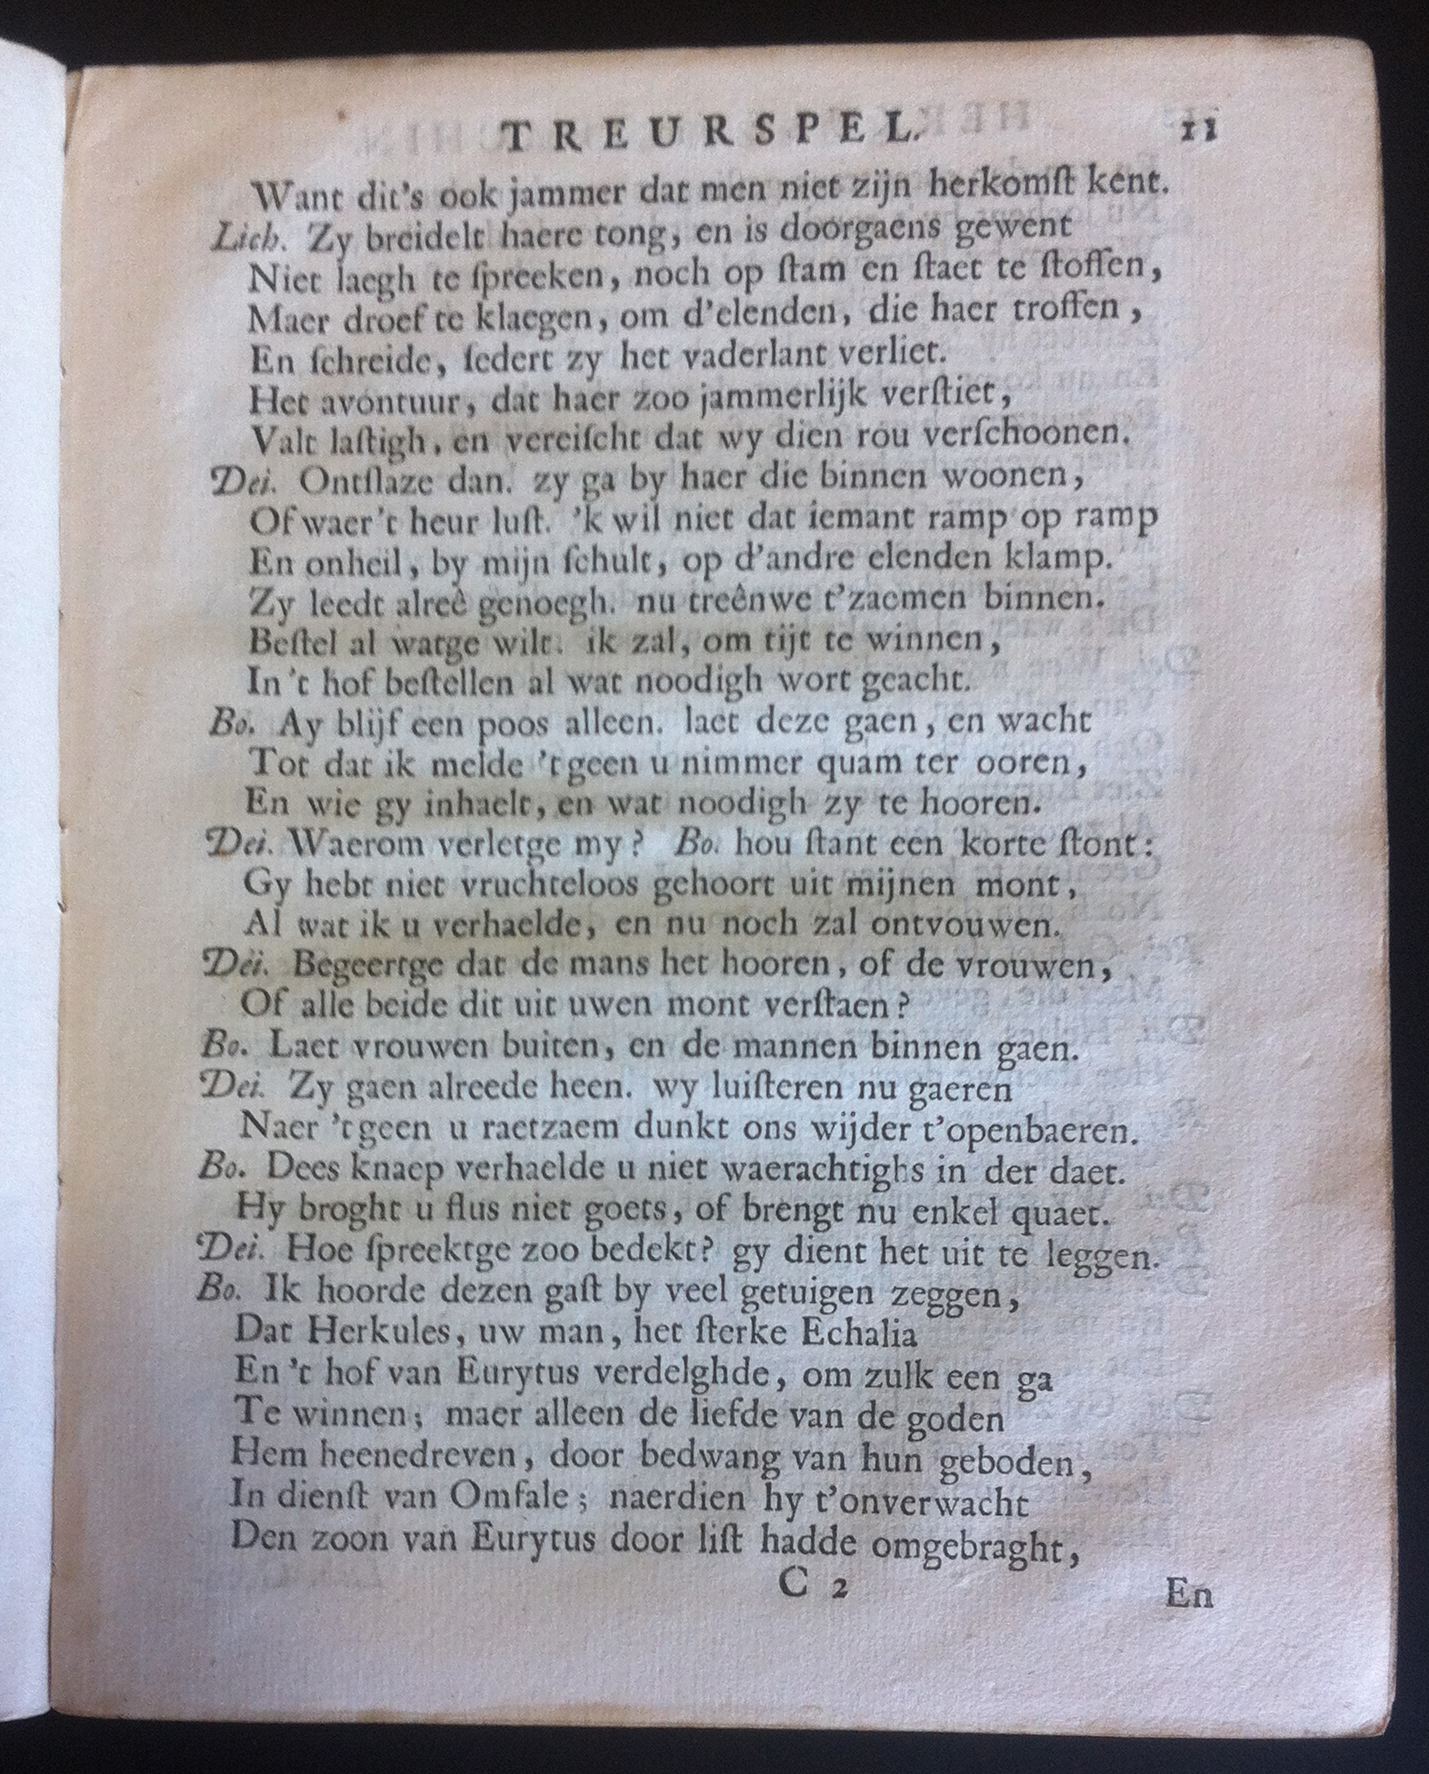 TREURSPEL. 11
Want dit's ook jammer dat men niet zijn herkomſt kent.
Lich. Zy breidelt haere tong, en is doorgaens gewent
Niet laegh te ſpreeken, noch op ſtam en ſtaet te ſtoffen,
Maer droef te klaegen, om d'elenden, die haer troffen,
En ſchreide, ſedert zy het vaderlant verliet.
Het avontuur, dat haer zoo jammerlijk verſtiet,
Valt laſtigh, en vereiſcht dat wy dien rou verſchoonen.
Dei. Ontſlaze dan. zy ga by haer die binnen woonen,
Of waer't heur luſt. 'k wil niet dat iemant ramp op ramp
En onheil, by mijn ſchult, op d'andre elenden klamp.
Zy leedt alreê genoegh. nu treênwe t'zaemen binnen.
Beſtel al watge wilt. ik zal, om tijt te winnen,
In 't hof beſtellen al wat noodigh wort geacht.
Bo. Ay blijf een poos alleen. laet deze gaen, en wacht
Tot dat ik melde 't geen u nimmer quam ter ooren,
En wie gy inhaelt, en wat noodigh zy te hooren.
Dei. Waerom verletge my? Bo. hou ſtant een korte ſtont:
Gy hebt niet vruchteloos gehoort uit mijnen mont,
Al wat ik u verhaelde, en nu noch zal ontvouwen.
Dei. Begeertge dat de mans het hooren, of de vrouwen,
Of alle beide dit uit uwen mont verſtaen?
Bo. Laet vrouwen buiten, en de mannen binnen gaen.
Dei. Zy gaen alreede heen. wy luiſteren nu gaeren
Naer 't geen u raetzaem dunkt ons wijder t'openbaeren.
Bo. Dees knaep verhaelde u niet waerachtighs in der daet.
Hy broght u flus niet goets, of brengt nu enkel quaet.
Dei. Hoe ſpreektge zoo bedekt? gy dient het uit te leggen.
Bo. Ik hoorde dezen gaſt by veel getuigen zeggen,
Dat Herkules, uw man, het ſterke Echalia
En 't hof van Eurytus verdelghde, om zulk een ga
Te winnen; maer alleen de liefde van de goden
Hem heenedreven, door bedwang van hun geboden,
In dienſt van Omfale; naerdien hy t'onverwacht
Den zoon van Eurytus door liſt hadde omgebraght,
C 2 En